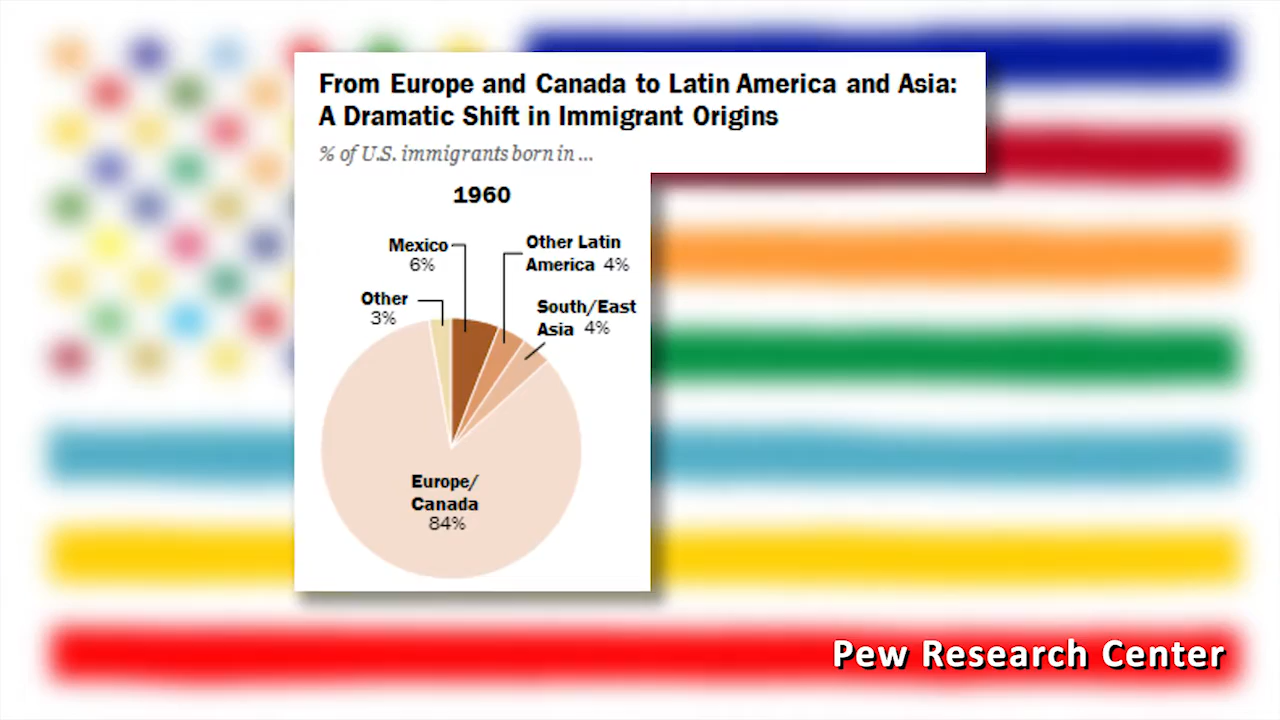 From Europe and Canada to Latin America and Asia:
A Dramatic Shift in Immigrant Origins
% of U.S. immigrants born in ...
1960
Mexico
6%
Other Latin
America 4%
Other
3%
South/East
Asia 4%
Europe/
Canada
84%
Pew Research Center